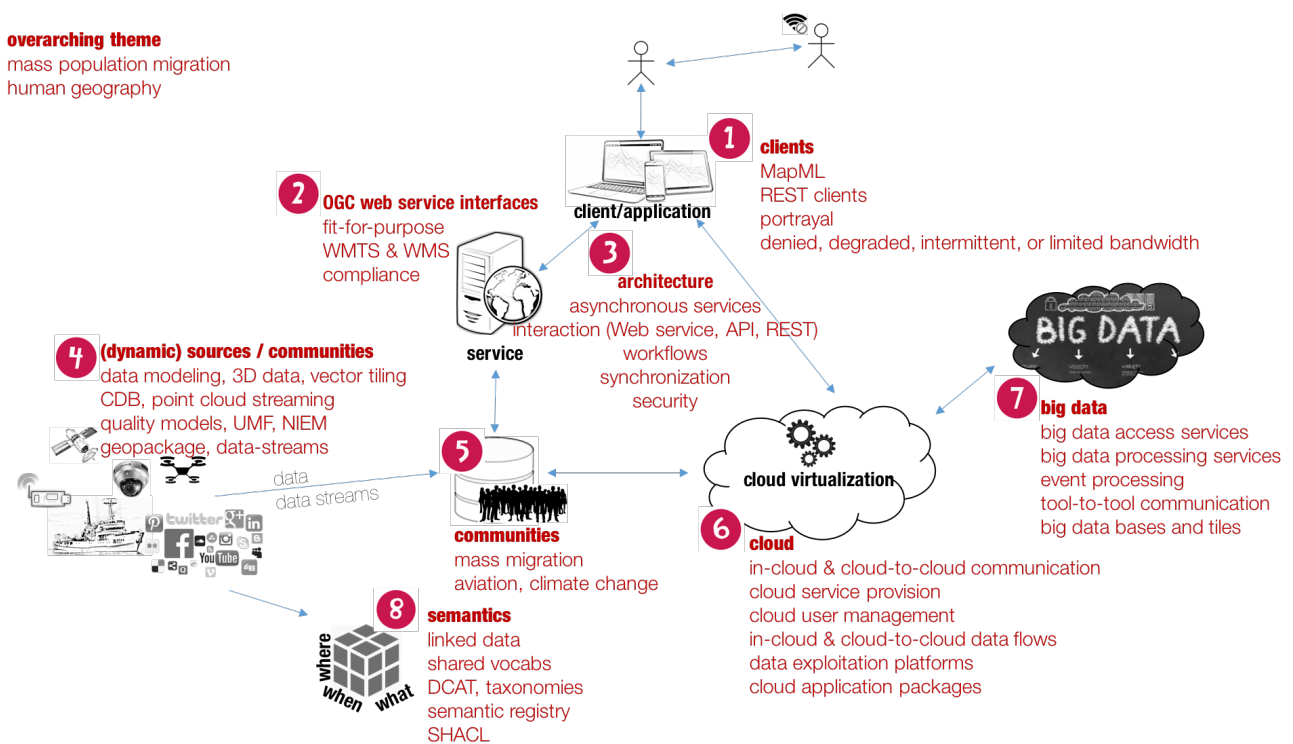 overarching theme
mass population migration
human geography
1
clients
MapML
REST clients
portrayal
denied, degraded, intermittent, or limited bandwidth
client/application
2
OGC web service interfaces
fit-for-purpose
WMTS & WMS
compliance
service
3
architecture
asynchronous services
interaction (Web service, API, REST)
workflows
synchronization
security
4
(dynamic) sources / communities
data modeling, 3D data, vector tiling
CDB, point cloud streaming
quality models, UMF, NIEM
geopackage, data-streams
data
data streams
twitter
in
f
You Tube
digg
5
communities
mass migration
aviation, climate change
cloud virtualization
6
cloud
in-cloud & cloud-to-cloud communication
cloud service provision
cloud user management
in-cloud & cloud-to-cloud data flows
data exploitation platforms
cloud application packages
BIG DATA
VELOCITY
VARIETY
7
big data
big data access services
big data processing services
event processing
tool-to-tool communication
big data bases and tiles
8
semantics
linked data
shared vocabs
DCAT, taxonomies
semantic registry
SHACL
where
when
what